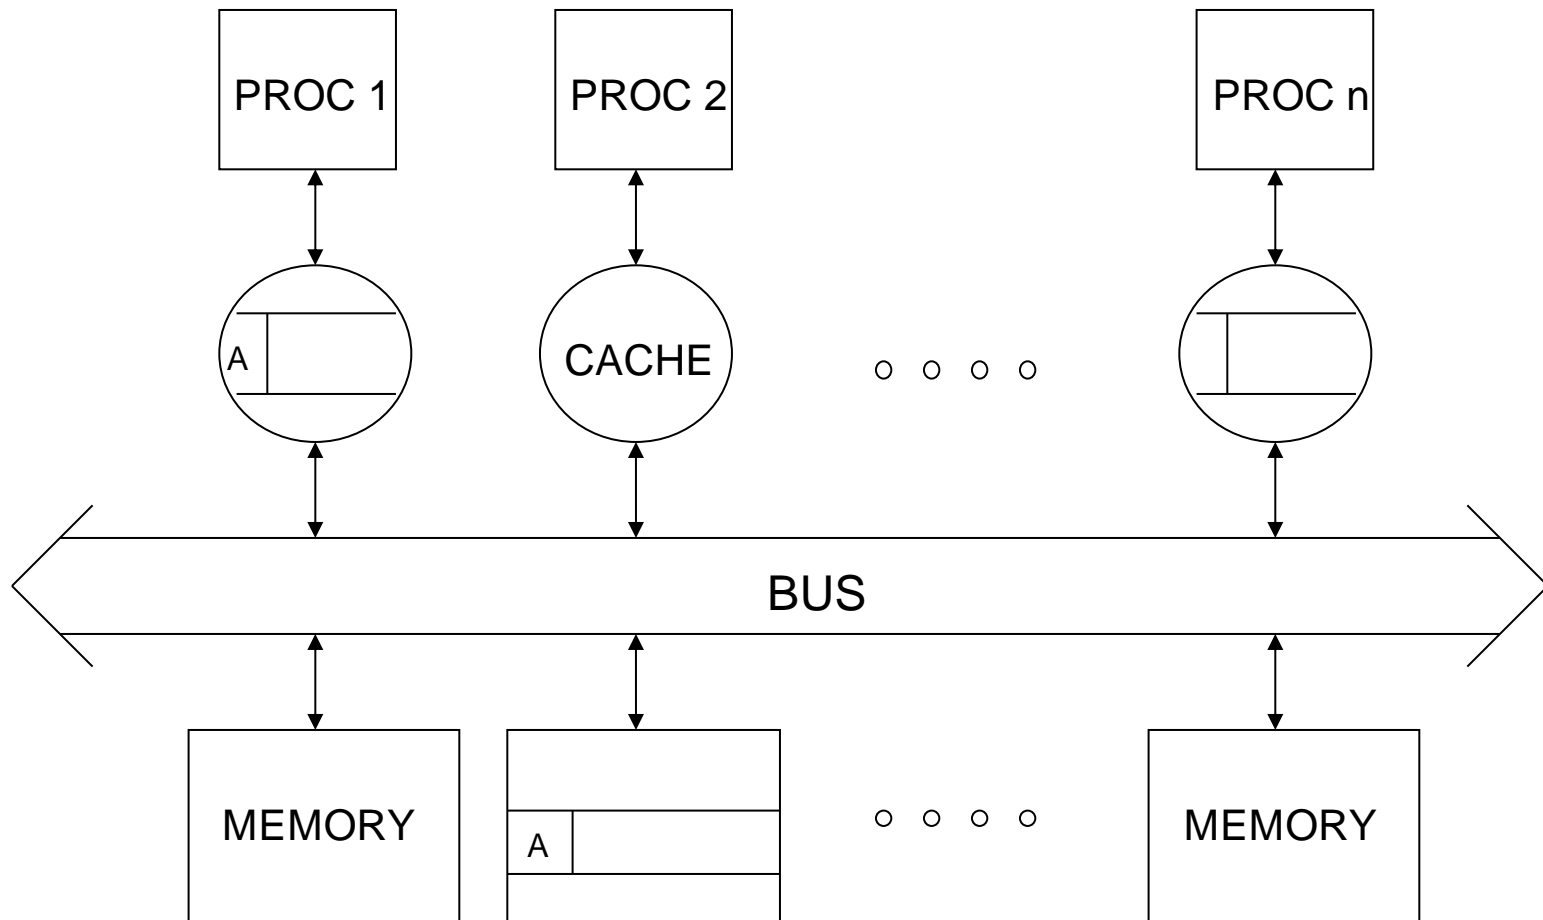 PROC 1
PROC 2
PROC n
A
CACHE
BUS
MEMORY
A
MEMORY